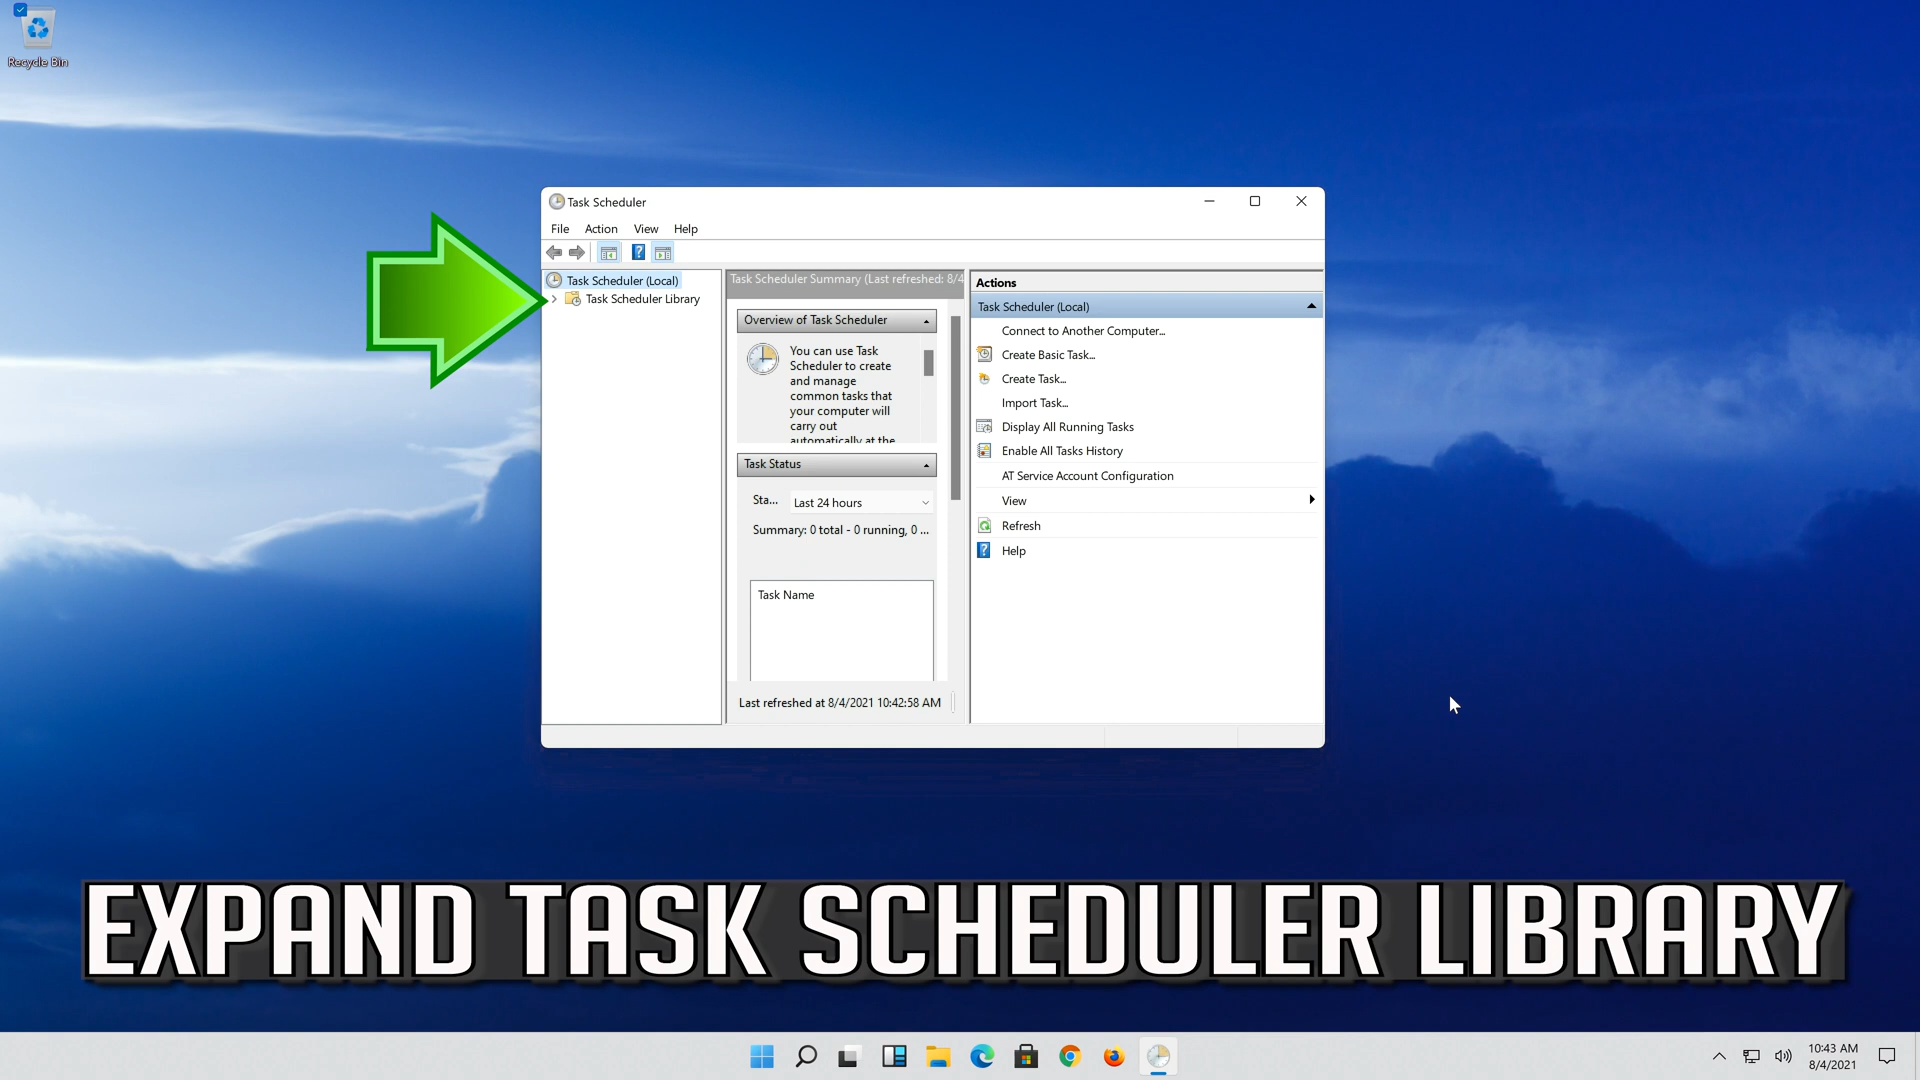 Recycle Bin
Task Scheduler
File Action View Help
Task Scheduler (Local)
Task Scheduler Library
Task Scheduler Summary (Last refreshed: 8/4
Overview of Task Scheduler
You can use Task
Scheduler to create
and manage
common tasks that
your computer will
carry out
automatically at the
Task Status
Sta... Last 24 hours
Summary: 0 total - 0 running, 0 ...
Task Name
Last refreshed at 8/4/2021 10:42:58 AM
Actions
Task Scheduler (Local)
Connect to Another Computer...
Create Basic Task...
Create Task...
Import Task...
Display All Running Tasks
Enable All Tasks History
AT Service Account Configuration
View
Refresh
Help
EXPAND TASK SCHEDULER LIBRARY
10:43 AM
8/4/2021